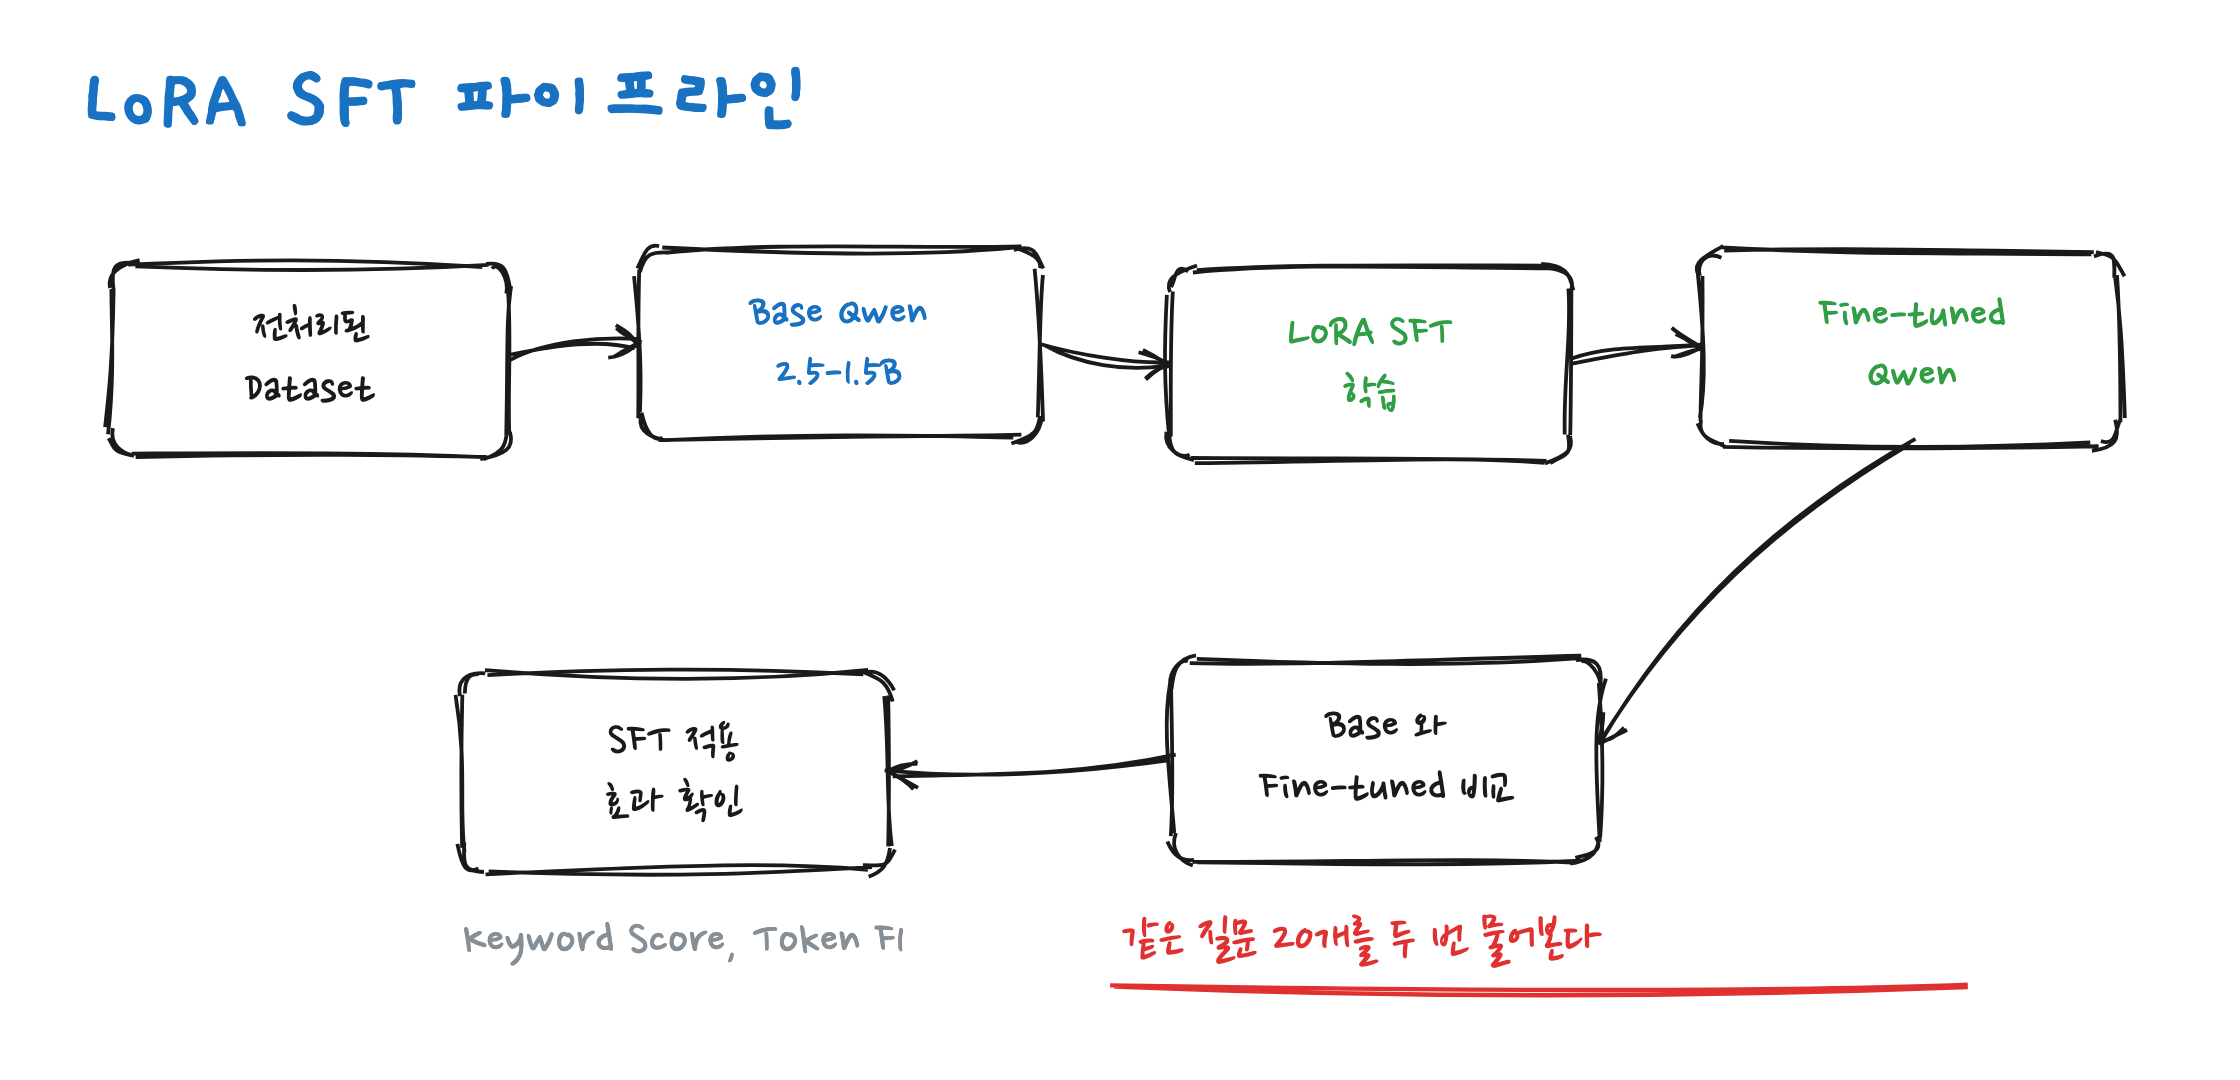 LoRA SFT 파이프라인
전처리된
Dataset
Base Qwen
2.5-1.5B
LoRA SFT
학습
Fine-tuned
Qwen
Base 와
Fine-tuned 비교
SFT 적용
효과 확인
Keyword Score, Token F1
같은 질문 20개를 두 번 물어본다